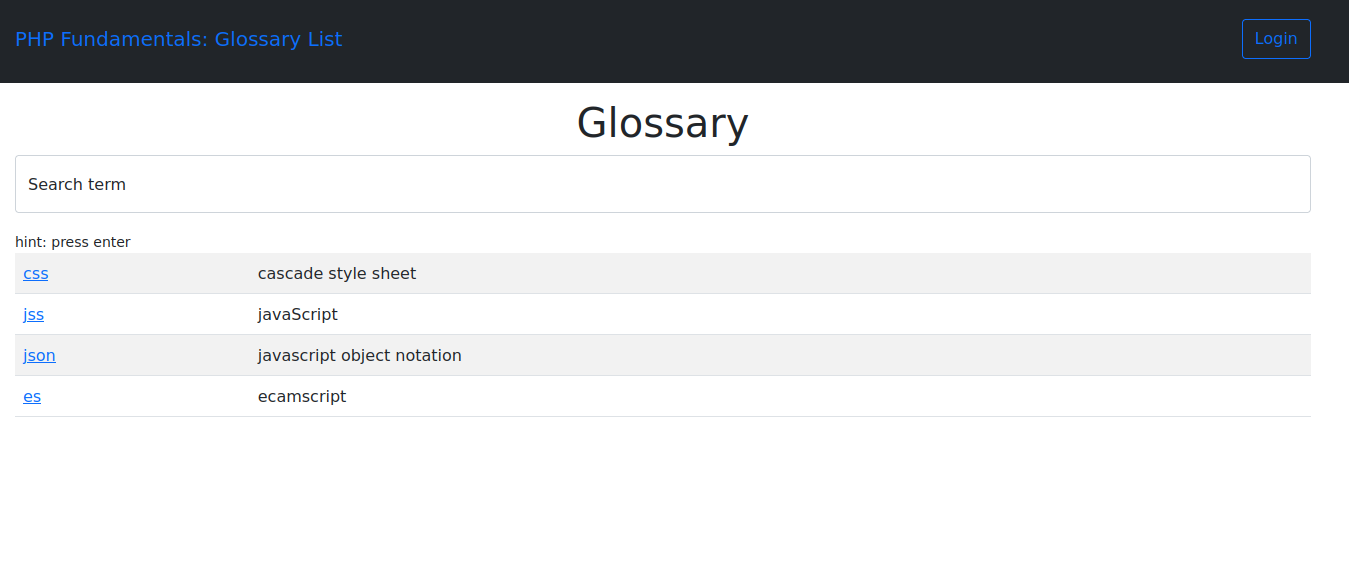 PHP Fundamentals: Glossary List
Login
Glossary
Search term
hint: press enter
css cascade style sheet
jss javaScript
json javascript object notation
es ecamscript